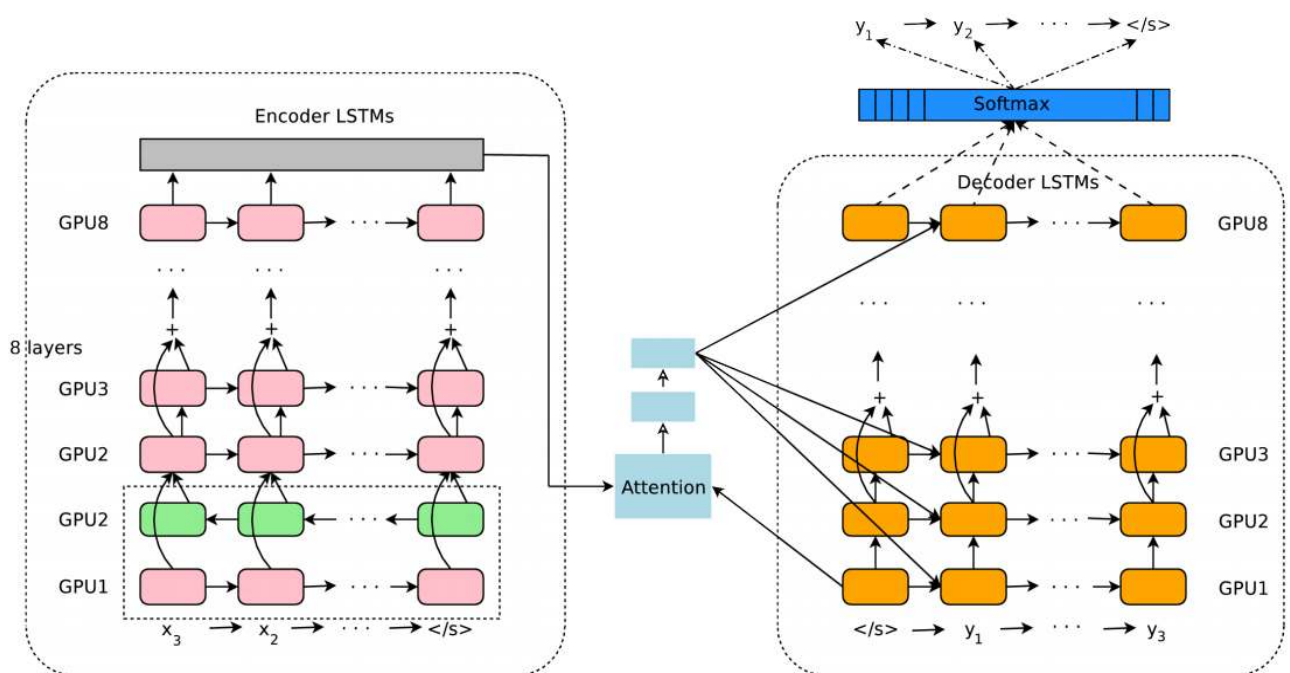 y1 y2 · · · </s>
Softmax
Encoder LSTMs
Decoder LSTMs
GPU8 · · · GPU8
· · · · · ·
· · · · · · · · · · · ·
+ + +
8 layers
GPU3 · · ·
+ + +
GPU2 · · ·
· · · GPU3
Attention
GPU2 · · ·
· · · GPU2
GPU1 · · ·
· · · GPU1
x3 x2 · · · </s>
</s> y1 · · · y3